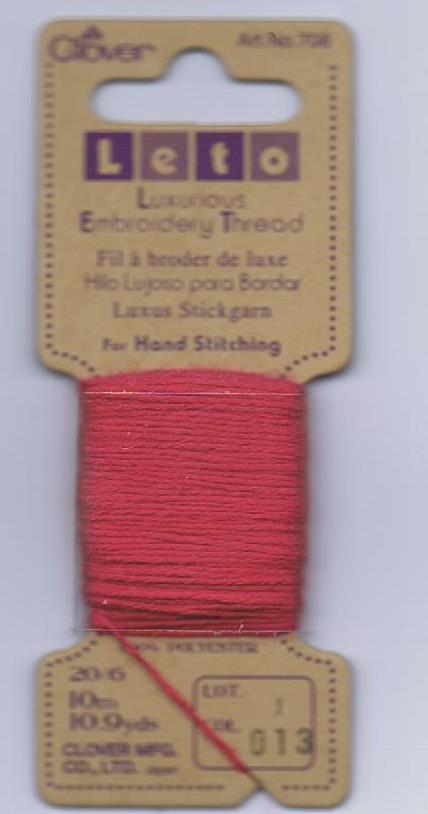 Clover
Art No.708
Leto
Luxurious
Embroidery Thread
Fil à broder de luxe
Hilo Lujoso para Bordar
Luxus Stickgarn
For Hand Stitching
100% POLYESTER
20/6
10m
10.9yds
CLOVER MFG.
CO., LTD. Japan
LOT. 1
COL. 013